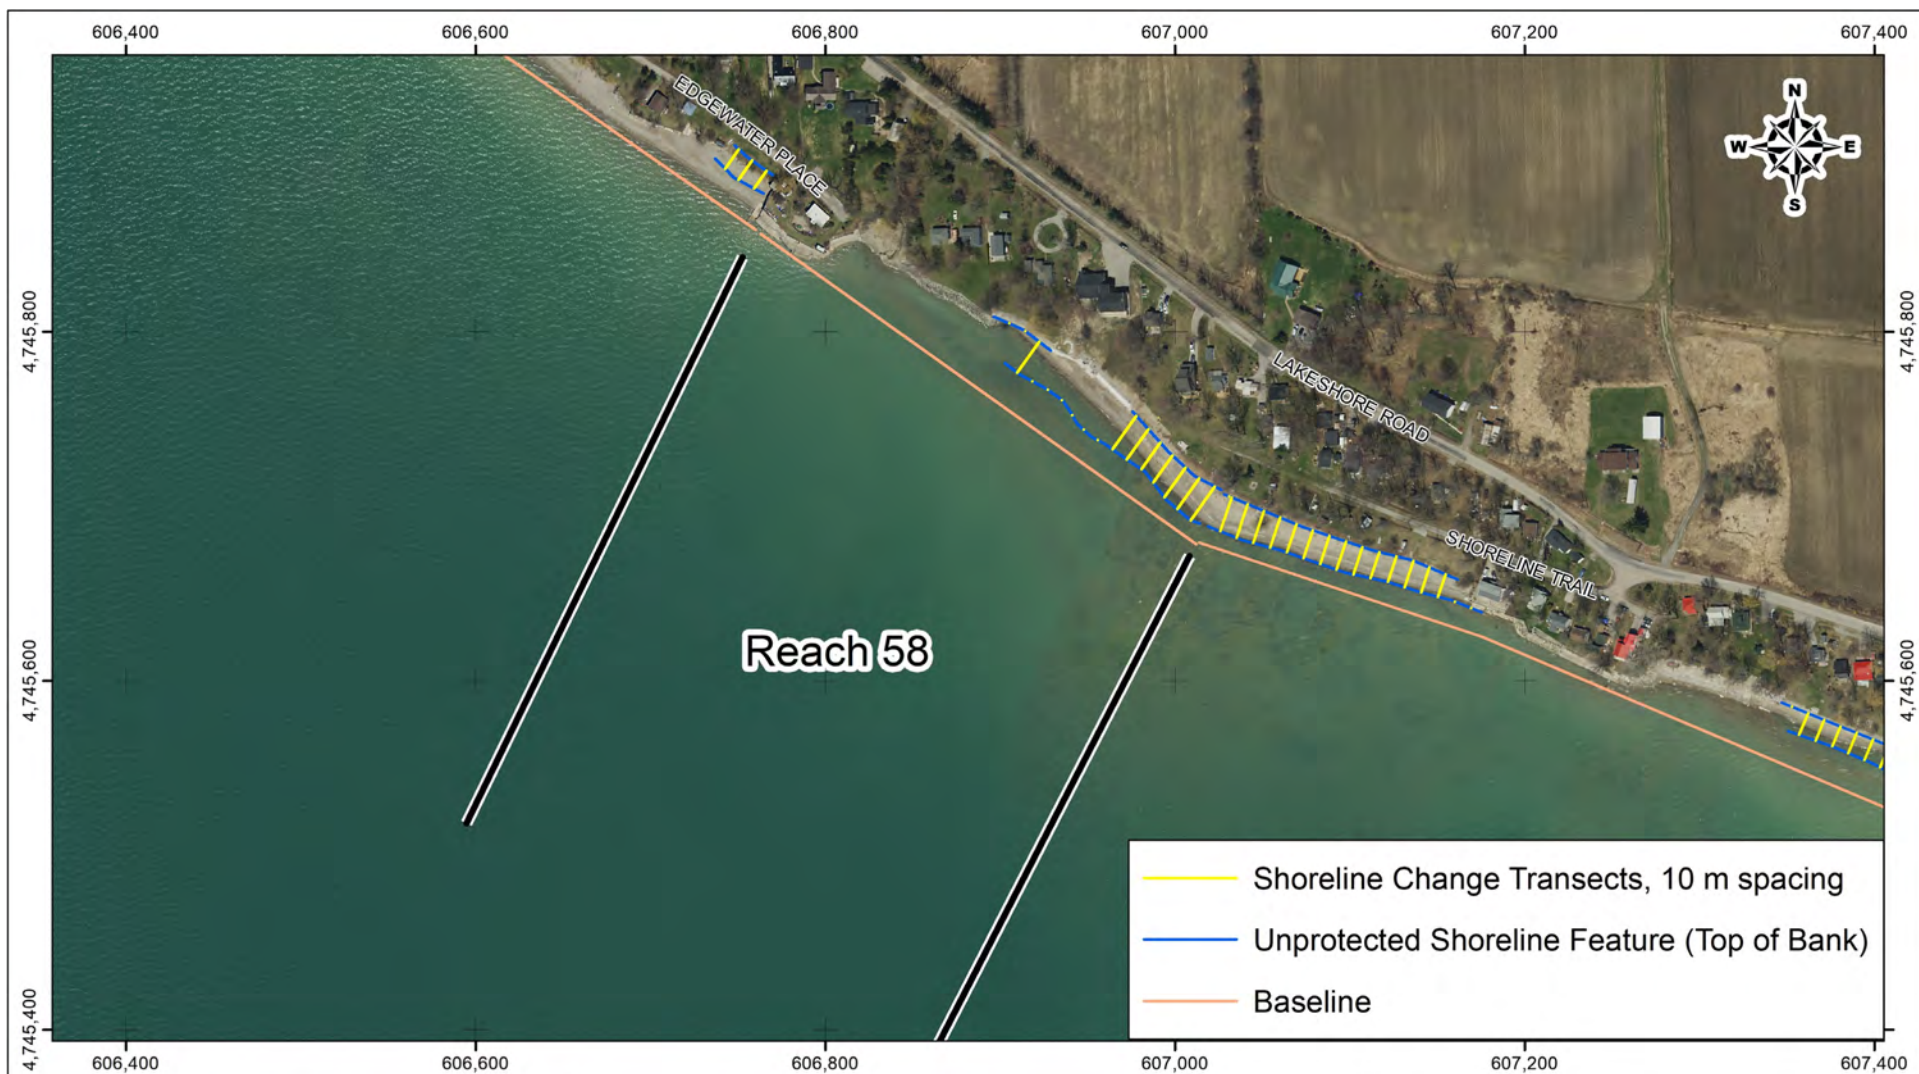 606,400 606,600 606,800 607,000 607,200 607,400
N
W E
S
EDGEWATER PLACE
4,745,800 4,745,800
LAKESHORE ROAD
SHORELINE TRAIL
Reach 58
4,745,600 4,745,600
Shoreline Change Transects, 10 m spacing
Unprotected Shoreline Feature (Top of Bank)
Baseline
4,745,400
606,400 606,600 606,800 607,000 607,200 607,400